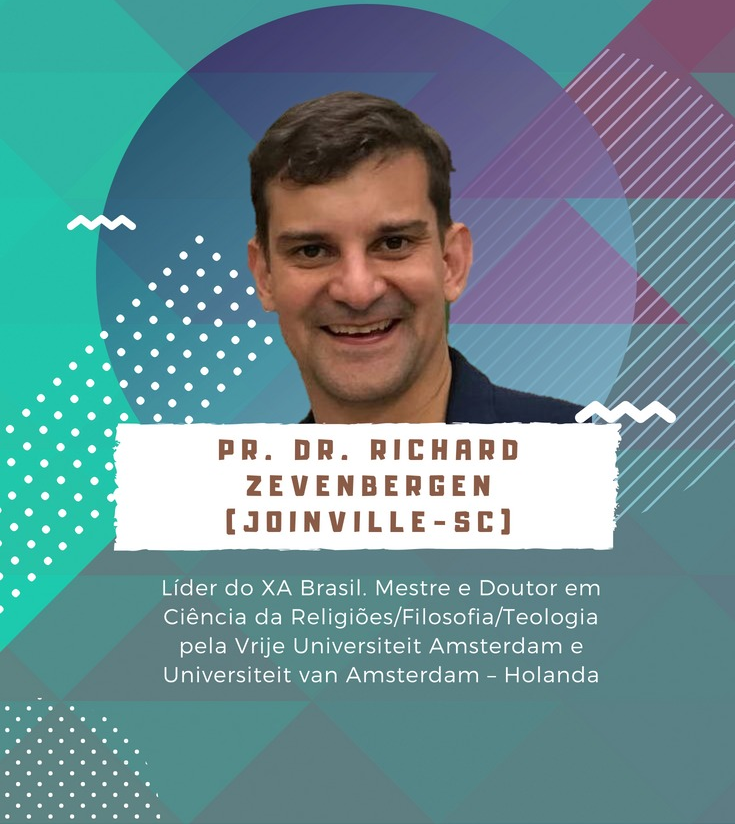 PR. DR. RICHARD
ZEVENBERGEN
(JOINVILLE-SC)
Líder do XA Brasil. Mestre e Doutor em
Ciência da Religiões/Filosofia/Teologia
pela Vrije Universiteit Amsterdam e
Universiteit van Amsterdam – Holanda